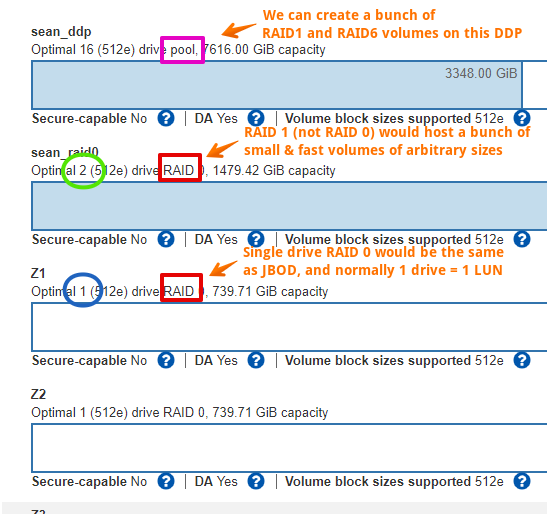 We can create a bunch of
RAID1 and RAID6 volumes on this DDP
sean_ddp
Optimal 16 (512e) drive pool, 7616.00 GiB capacity
3348.00 GiB
Secure-capable No ? | DA Yes ? | Volume block sizes supported 512e ?
RAID 1 (not RAID 0) would host a bunch of
small & fast volumes of arbitrary sizes
sean_raid0
Optimal 2 (512e) drive RAID 0, 1479.42 GiB capacity
Secure-capable No ? | DA Yes ? | Volume block sizes supported 512e ?
Single drive RAID 0 would be the same
as JBOD, and normally 1 drive = 1 LUN
Z1
Optimal 1 (512e) drive RAID 0, 739.71 GiB capacity
Secure-capable No ? | DA Yes ? | Volume block sizes supported 512e ?
Z2
Optimal 1 (512e) drive RAID 0, 739.71 GiB capacity
Secure-capable No ? | DA Yes ? | Volume block sizes supported 512e ?